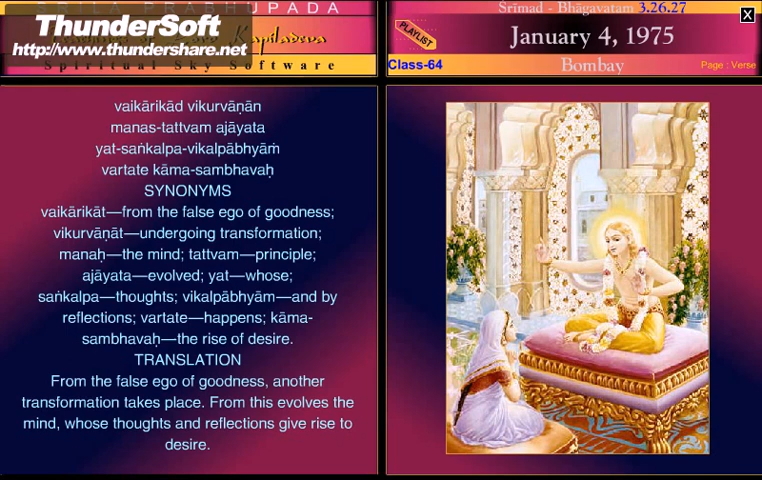 SRILA PRABHUPADA
ThunderSoft
http://www.thundershare.net
Kapiladeva
Spiritual Sky Software
Śrīmad - Bhāgavatam 3.26.27
X
PLAYLIST
January 4, 1975
Class-64
Bombay
Page : Verse
vaikārikād vikurvāṇān
manas-tattvam ajāyata
yat-saṅkalpa-vikalpābhyāṁ
vartate kāma-sambhavaḥ
SYNONYMS
vaikārikāt—from the false ego of goodness;
vikurvāṇāt—undergoing transformation;
manaḥ—the mind; tattvam—principle;
ajāyata—evolved; yat—whose;
saṅkalpa—thoughts; vikalpābhyām—and by
reflections; vartate—happens; kāma-
sambhavaḥ—the rise of desire.
TRANSLATION
From the false ego of goodness, another
transformation takes place. From this evolves the
mind, whose thoughts and reflections give rise to
desire.